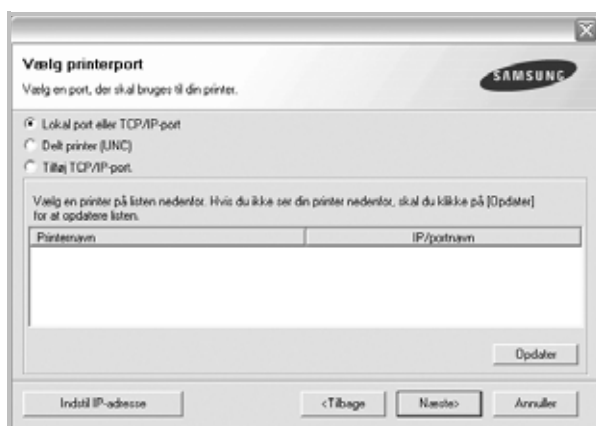 Vælg printerport
Vælg en port, der skal bruges til din printer.
SAMSUNG
Lokal port eller TCP/IP-port
Delt printer (UNC)
Tilføj TCP/IP-port.
Vælg en printer på listen nedenfor. Hvis du ikke ser din printer nedenfor, skal du klikke på [Opdater]
for at opdatere listen.
Printernavn IP/portnavn
Opdater
Indstil IP-adresse <Tilbage Næste> Annuller